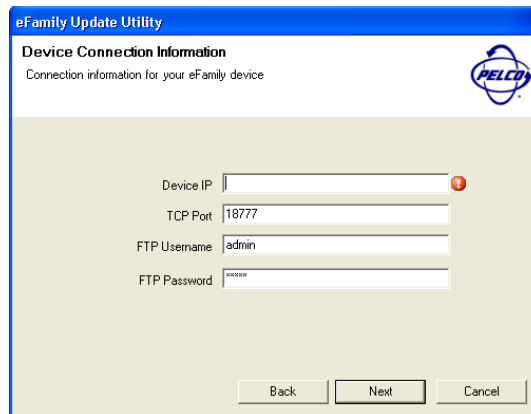 eFamily Update Utility
Device Connection Information
Connection information for your eFamily device
PELCO
Device IP
TCP Port 18777
FTP Username admin
FTP Password *****
Back Next Cancel